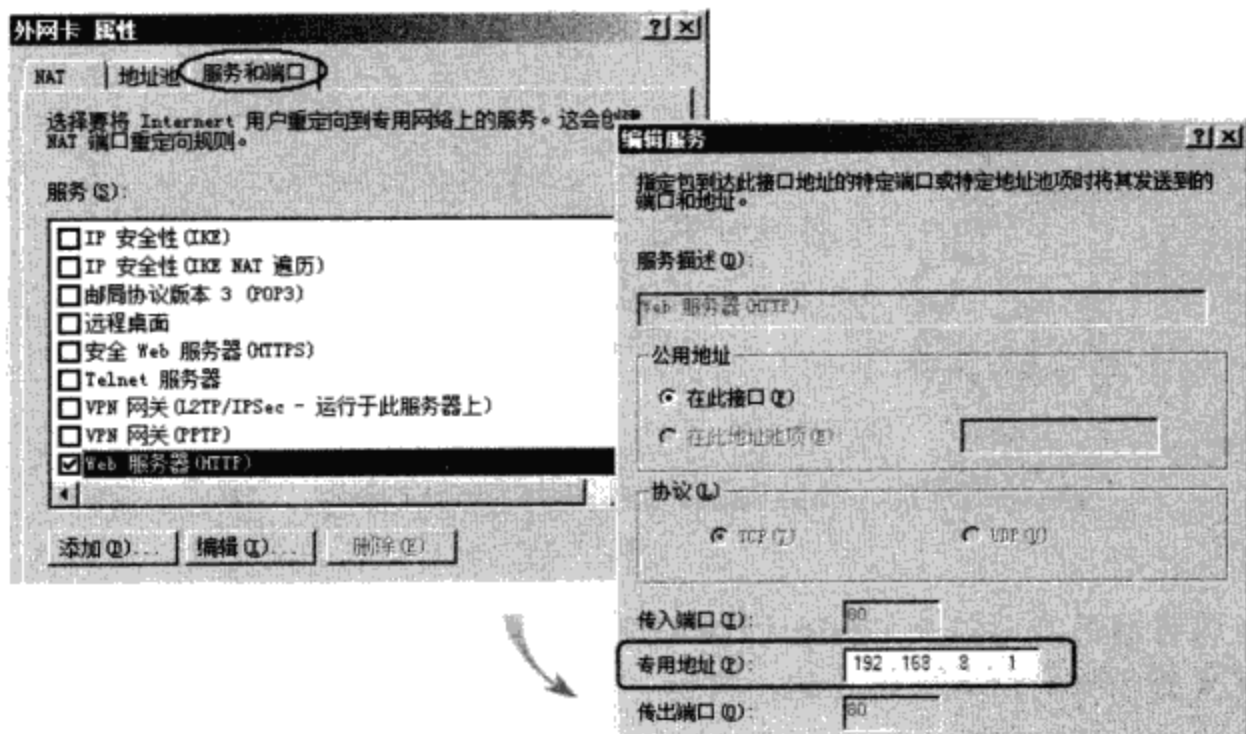 外网卡 属性
NAT
地址池
服务和端口
选择要将 Internert 用户重定向到专用网络上的服务。这会创建
NAT 端口重定向规则。
服务(S):
IP 安全性(IKE)
IP 安全性(IKE NAT 遍历)
邮局协议版本 3 (POP3)
远程桌面
安全 Web 服务器(HTTPS)
Telnet 服务器
VPN 网关(L2TP/IPSec - 运行于此服务器上)
VPN 网关(PPTP)
Web 服务器(HTTP)
添加(D)...
编辑(I)...
删除(E)
编辑服务
指定包到达此接口地址的特定端口或特定地址池项时将其发送到的
端口和地址。
服务描述(D):
Web 服务器(HTTP)
公用地址
在此接口(F)
在此地址池项(E):
协议(L)
TCP(T)
UDP(U)
传入端口(I):
80
专用地址(P):
192 . 168 . 8 . 1
传出端口(O):
80